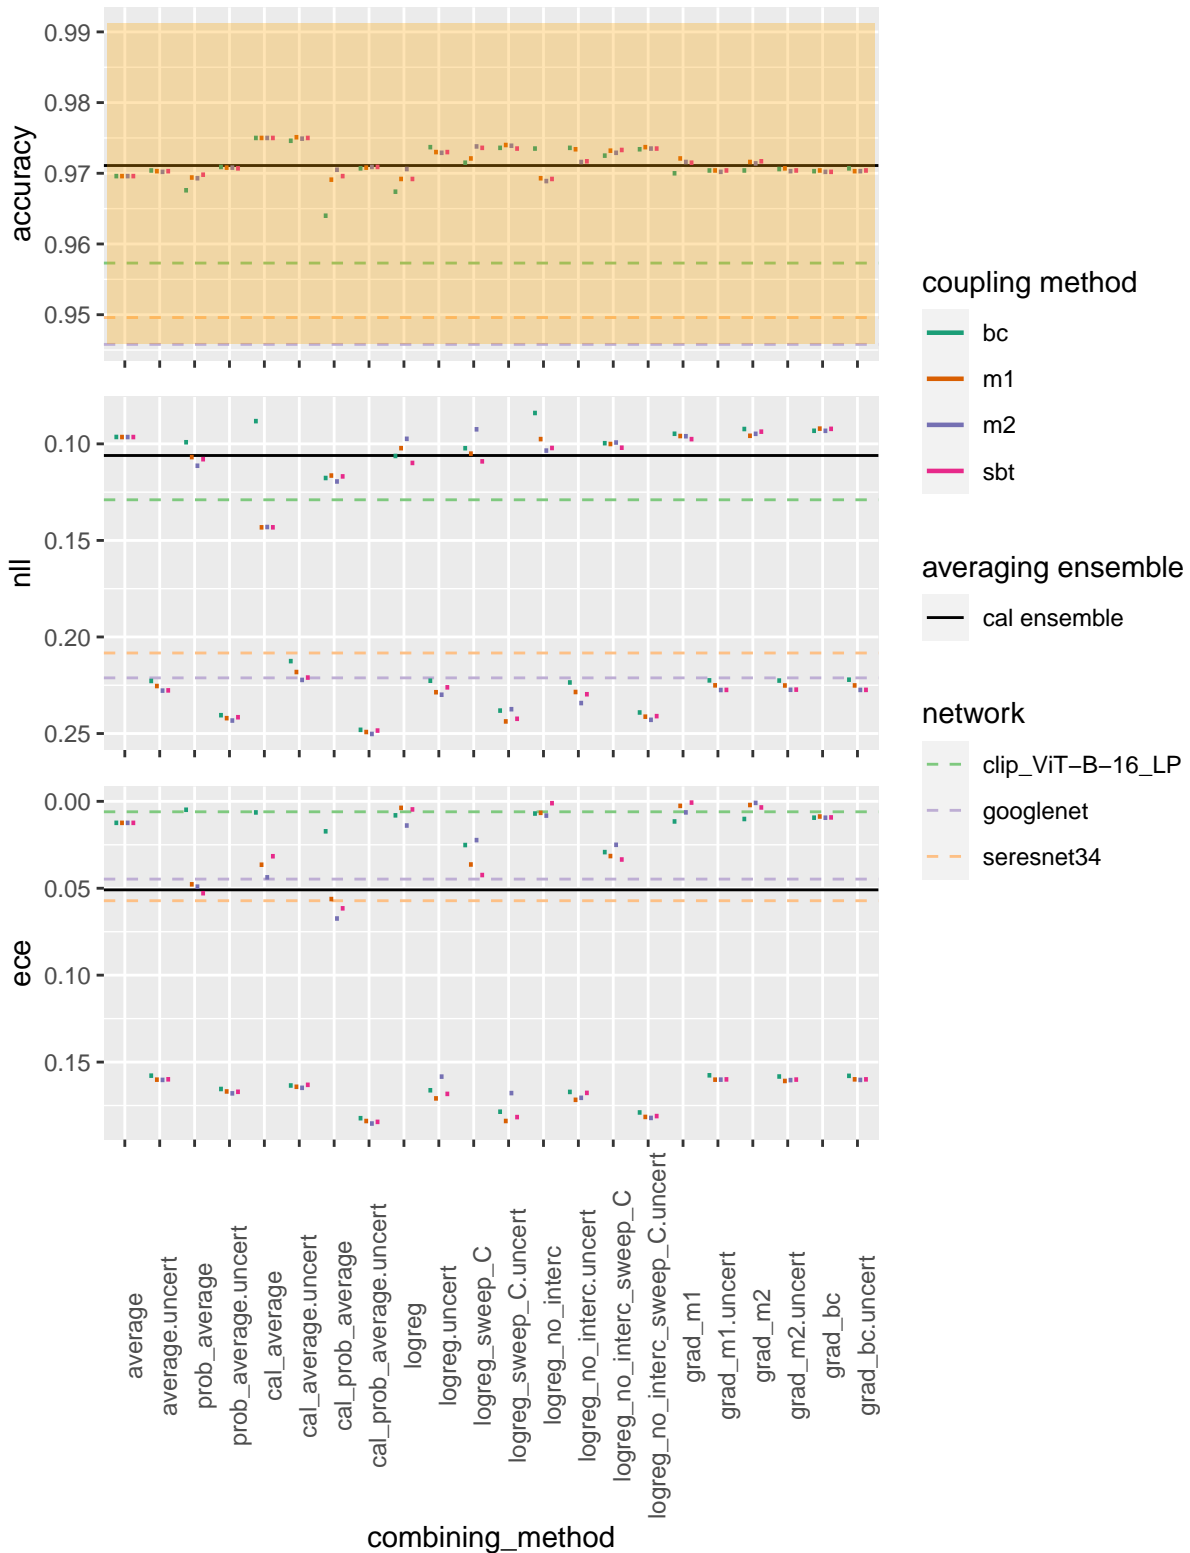 accuracy
0.99
0.98
0.97
0.96
0.95
nll
0.10
0.15
0.20
0.25
ece
0.00
0.05
0.10
0.15
average
average.uncert
prob_average
prob_average.uncert
cal_average
cal_average.uncert
cal_prob_average
cal_prob_average.uncert
logreg
logreg.uncert
logreg_sweep_C
logreg_sweep_C.uncert
logreg_no_interc
logreg_no_interc.uncert
logreg_no_interc_sweep_C
logreg_no_interc_sweep_C.uncert
grad_m1
grad_m1.uncert
grad_m2
grad_m2.uncert
grad_bc
grad_bc.uncert
combining_method
coupling method
bc
m1
m2
sbt
averaging ensemble
cal ensemble
network
clip_ViT−B−16_LP
googlenet
seresnet34